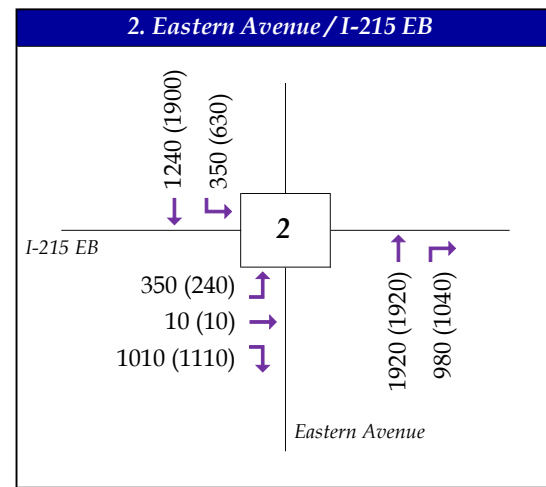 2. Eastern Avenue / I-215 EB
1240 (1900)
350 (630)
2
I-215 EB
350 (240)
10 (10)
1010 (1110)
1920 (1920)
980 (1040)
Eastern Avenue